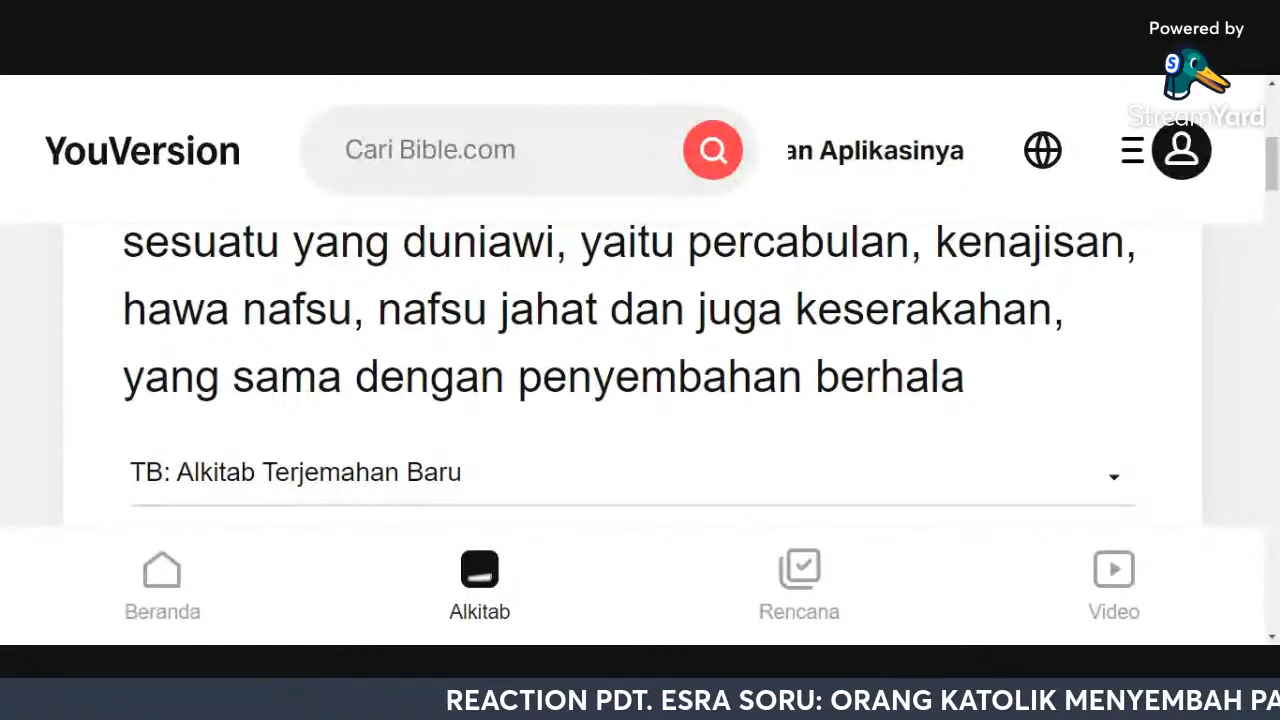 Powered by
StreamYard
YouVersion
Cari Bible.com
an Aplikasinya
sesuatu yang duniawi, yaitu percabulan, kenajisan,
hawa nafsu, nafsu jahat dan juga keserakahan,
yang sama dengan penyembahan berhala
TB: Alkitab Terjemahan Baru
Beranda
Alkitab
Rencana
Video
REACTION PDT. ESRA SORU: ORANG KATOLIK MENYEMBAH PA